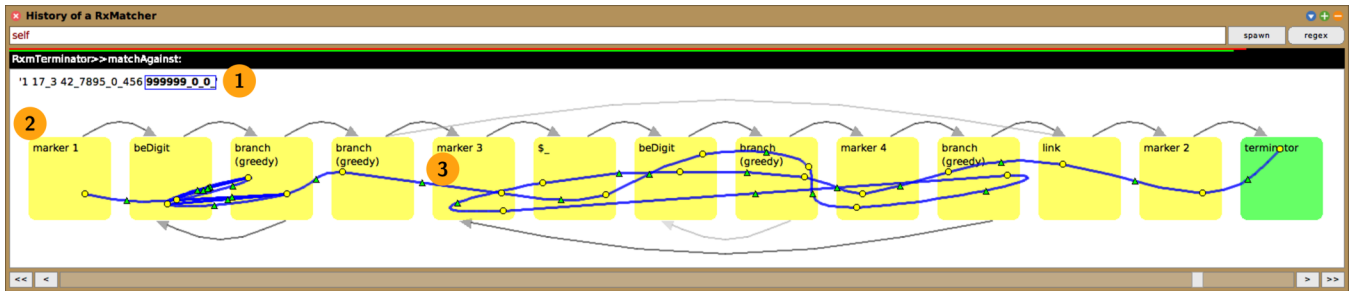 History of a RxMatcher
self
spawn
regex
RxmTerminator>>matchAgainst:
'1 17_3 42_7895_0_456 999999_0_0_'
1
2
marker 1
beDigit
branch
(greedy)
branch
(greedy)
marker 3
$_
beDigit
branch
(greedy)
marker 4
branch
(greedy)
link
marker 2
terminator
3
<< < > >>